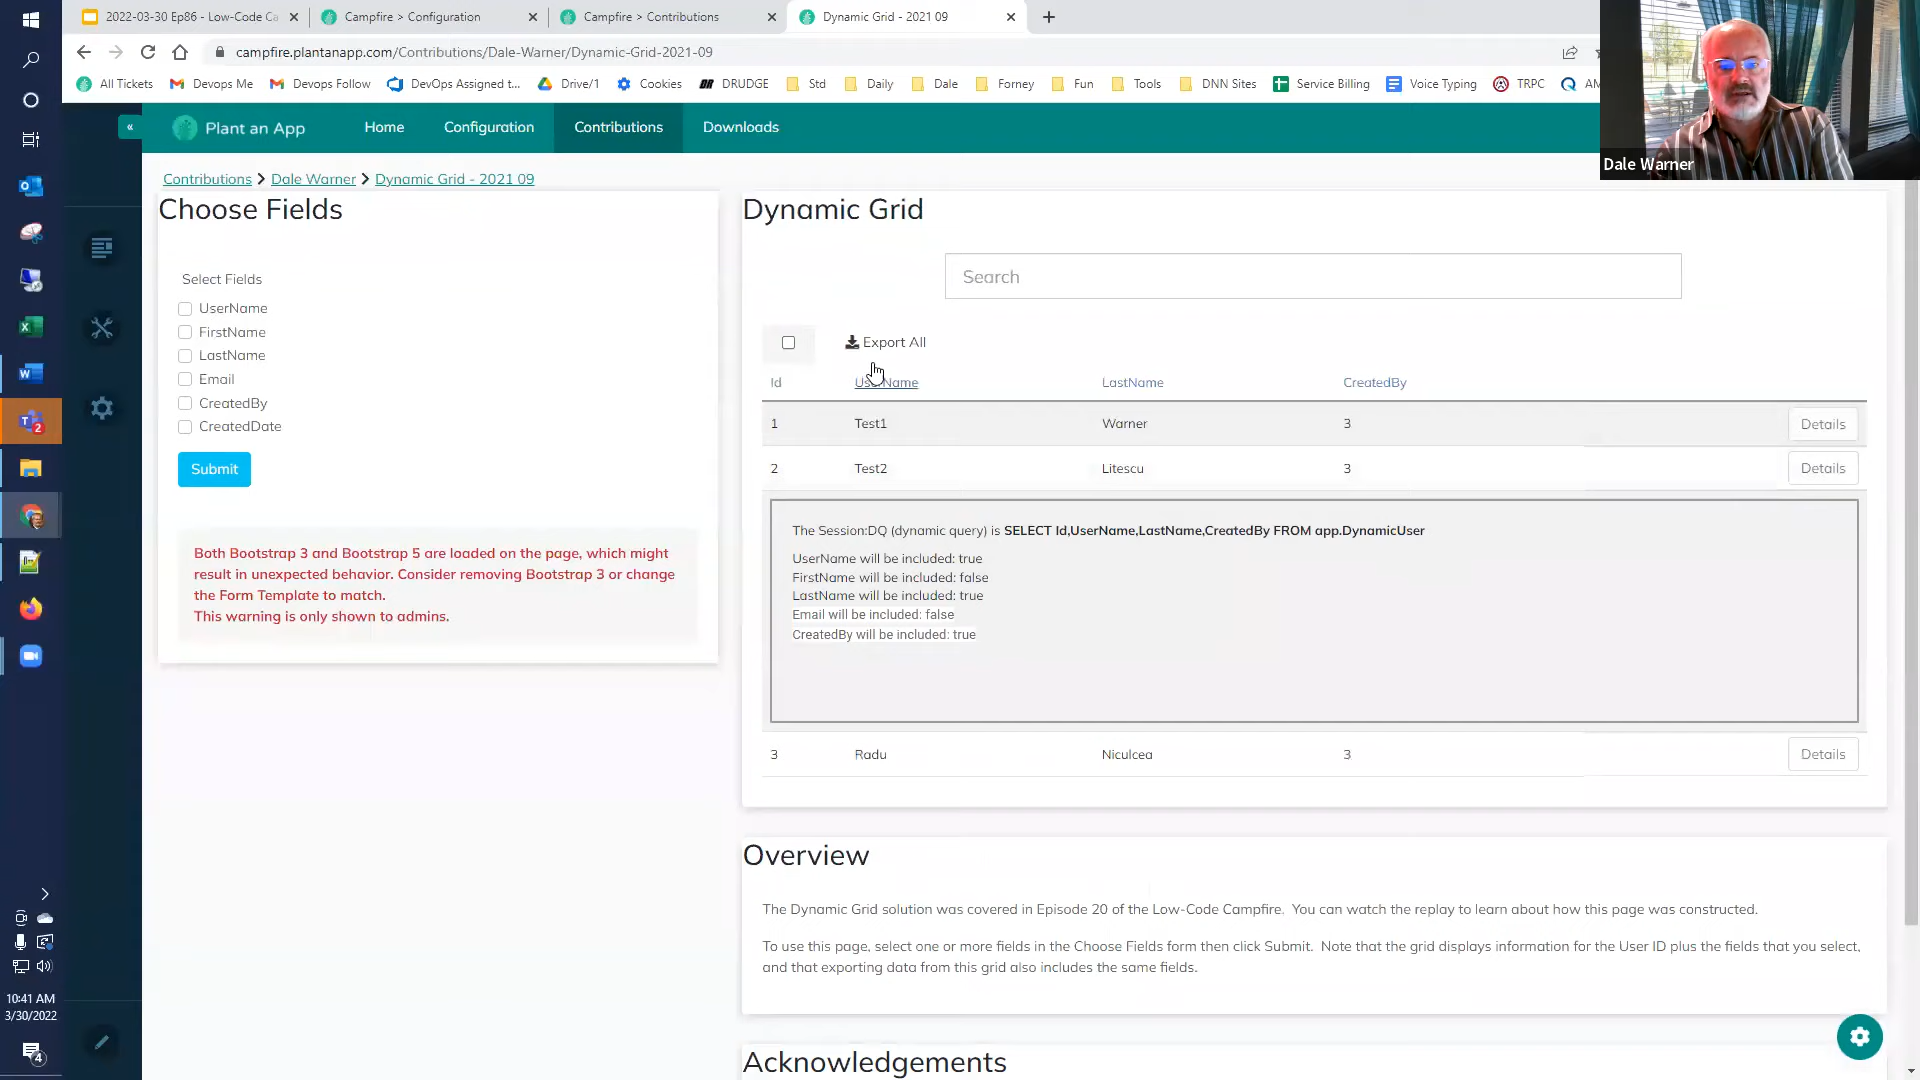 2022-03-30 Ep86 - Low-Code Ca
Campfire > Configuration
Campfire > Contributions
Dynamic Grid - 2021 09
campfire.plantanapp.com/Contributions/Dale-Warner/Dynamic-Grid-2021-09
All Tickets
Devops Me
Devops Follow
DevOps Assigned t...
Drive/1
Cookies
DRUDGE
Std
Daily
Dale
Forney
Fun
Tools
DNN Sites
Service Billing
Voice Typing
TRPC
AM
Plant an App
Home
Configuration
Contributions
Downloads
Dale Warner
Contributions > Dale Warner > Dynamic Grid - 2021 09
Choose Fields
Select Fields
UserName
FirstName
LastName
Email
CreatedBy
CreatedDate
Submit
Both Bootstrap 3 and Bootstrap 5 are loaded on the page, which might
result in unexpected behavior. Consider removing Bootstrap 3 or change
the Form Template to match.
This warning is only shown to admins.
Dynamic Grid
Search
Export All
Id UserName LastName CreatedBy
1 Test1 Warner 3 Details
2 Test2 Litescu 3 Details
The Session:DQ (dynamic query) is SELECT Id,UserName,LastName,CreatedBy FROM app.DynamicUser
UserName will be included: true
FirstName will be included: false
LastName will be included: true
Email will be included: false
CreatedBy will be included: true
3 Radu Niculcea 3 Details
Overview
The Dynamic Grid solution was covered in Episode 20 of the Low-Code Campfire. You can watch the replay to learn about how this page was constructed.
To use this page, select one or more fields in the Choose Fields form then click Submit. Note that the grid displays information for the User ID plus the fields that you select,
and that exporting data from this grid also includes the same fields.
Acknowledgements
10:41 AM
3/30/2022
4